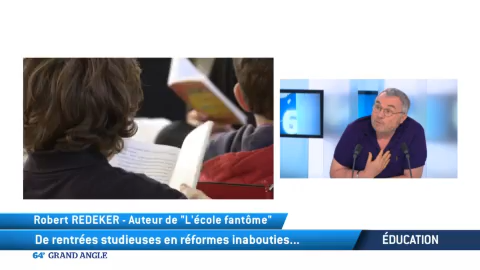 Robert REDEKER - Auteur de "L'école fantôme"
De rentrées studieuses en réformes inabouties...
ÉDUCATION
64' GRAND ANGLE